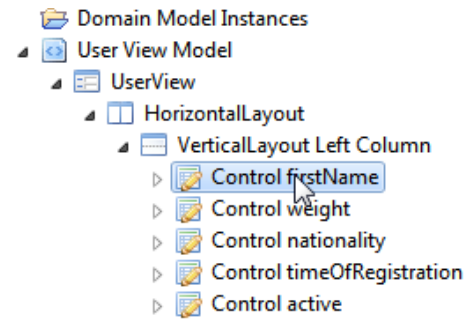 Domain Model Instances
User View Model
UserView
HorizontalLayout
VerticalLayout Left Column
Control firstName
Control weight
Control nationality
Control timeOfRegistration
Control active